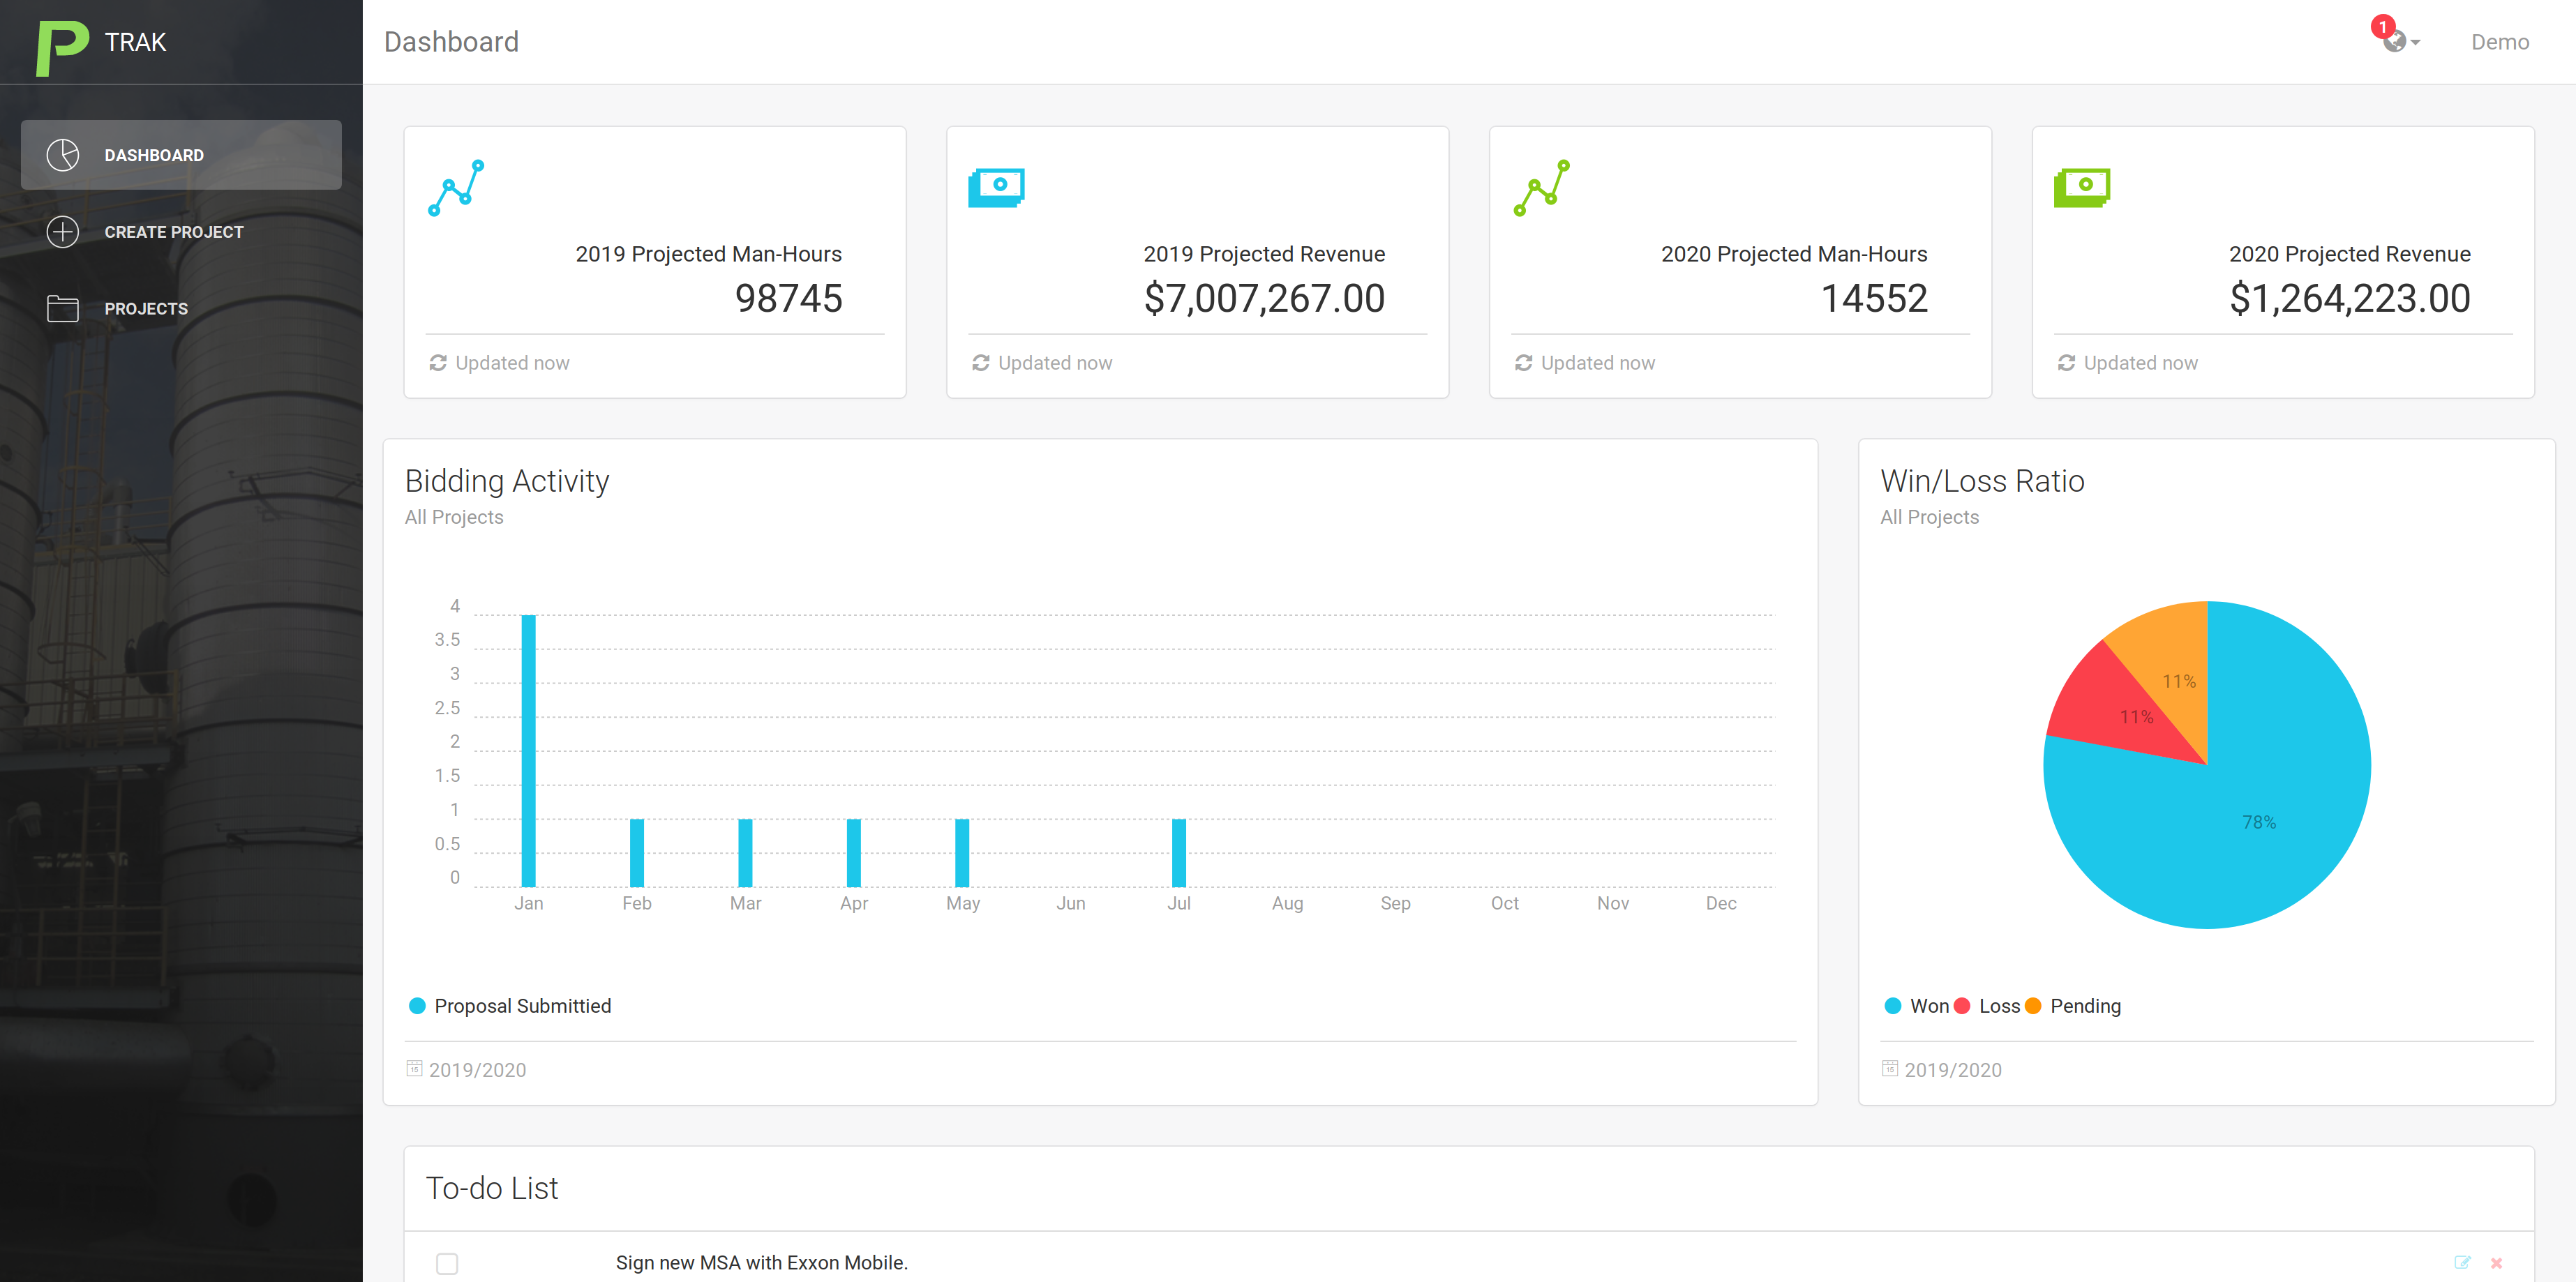 TRAK
Dashboard
1
Demo
DASHBOARD
CREATE PROJECT
PROJECTS
2019 Projected Man-Hours
98745
Updated now
2019 Projected Revenue
$7,007,267.00
Updated now
2020 Projected Man-Hours
14552
Updated now
2020 Projected Revenue
$1,264,223.00
Updated now
Bidding Activity
All Projects
4
3.5
3
2.5
2
1.5
1
0.5
0
Jan Feb Mar Apr May Jun Jul Aug Sep Oct Nov Dec
Proposal Submittied
15 2019/2020
Win/Loss Ratio
All Projects
11%
11%
78%
Won Loss Pending
15 2019/2020
To-do List
Sign new MSA with Exxon Mobile.